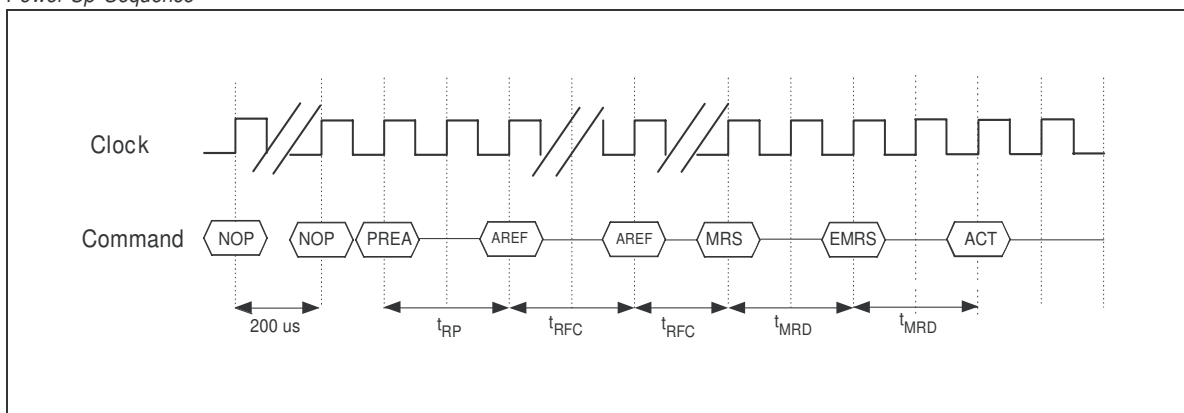 Power Up Sequence
Clock
Command NOP NOP PREA AREF AREF MRS EMRS ACT
200 us tRP tRFC tRFC tMRD tMRD